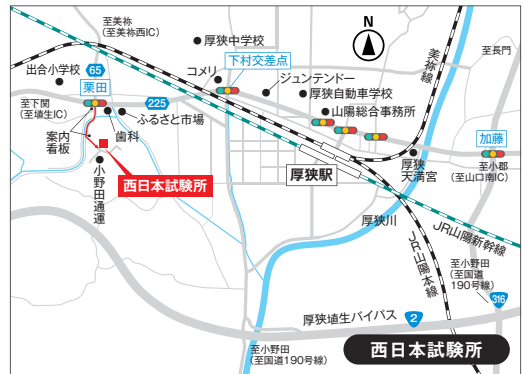 至美祢
(至美祢西IC)
N
厚狭中学校
下村交差点
コメリ
出合小学校
65
ジュンテンドー
美祢線
至長門
栗田
厚狭自動車学校
至下関
(至埴生IC)
225
ふるさと市場
山陽総合事務所
案内
看板
歯科
加藤
西日本試験所
厚狭駅
厚狭
天満宮
至小郡
(至山口南IC)
小野田通運
厚狭川
JR山陽新幹線
JR山陽本線
至小野田
(至国道
190号線)
316
厚狭埴生バイパス
2
至小野田
(至国道190号線)
西日本試験所